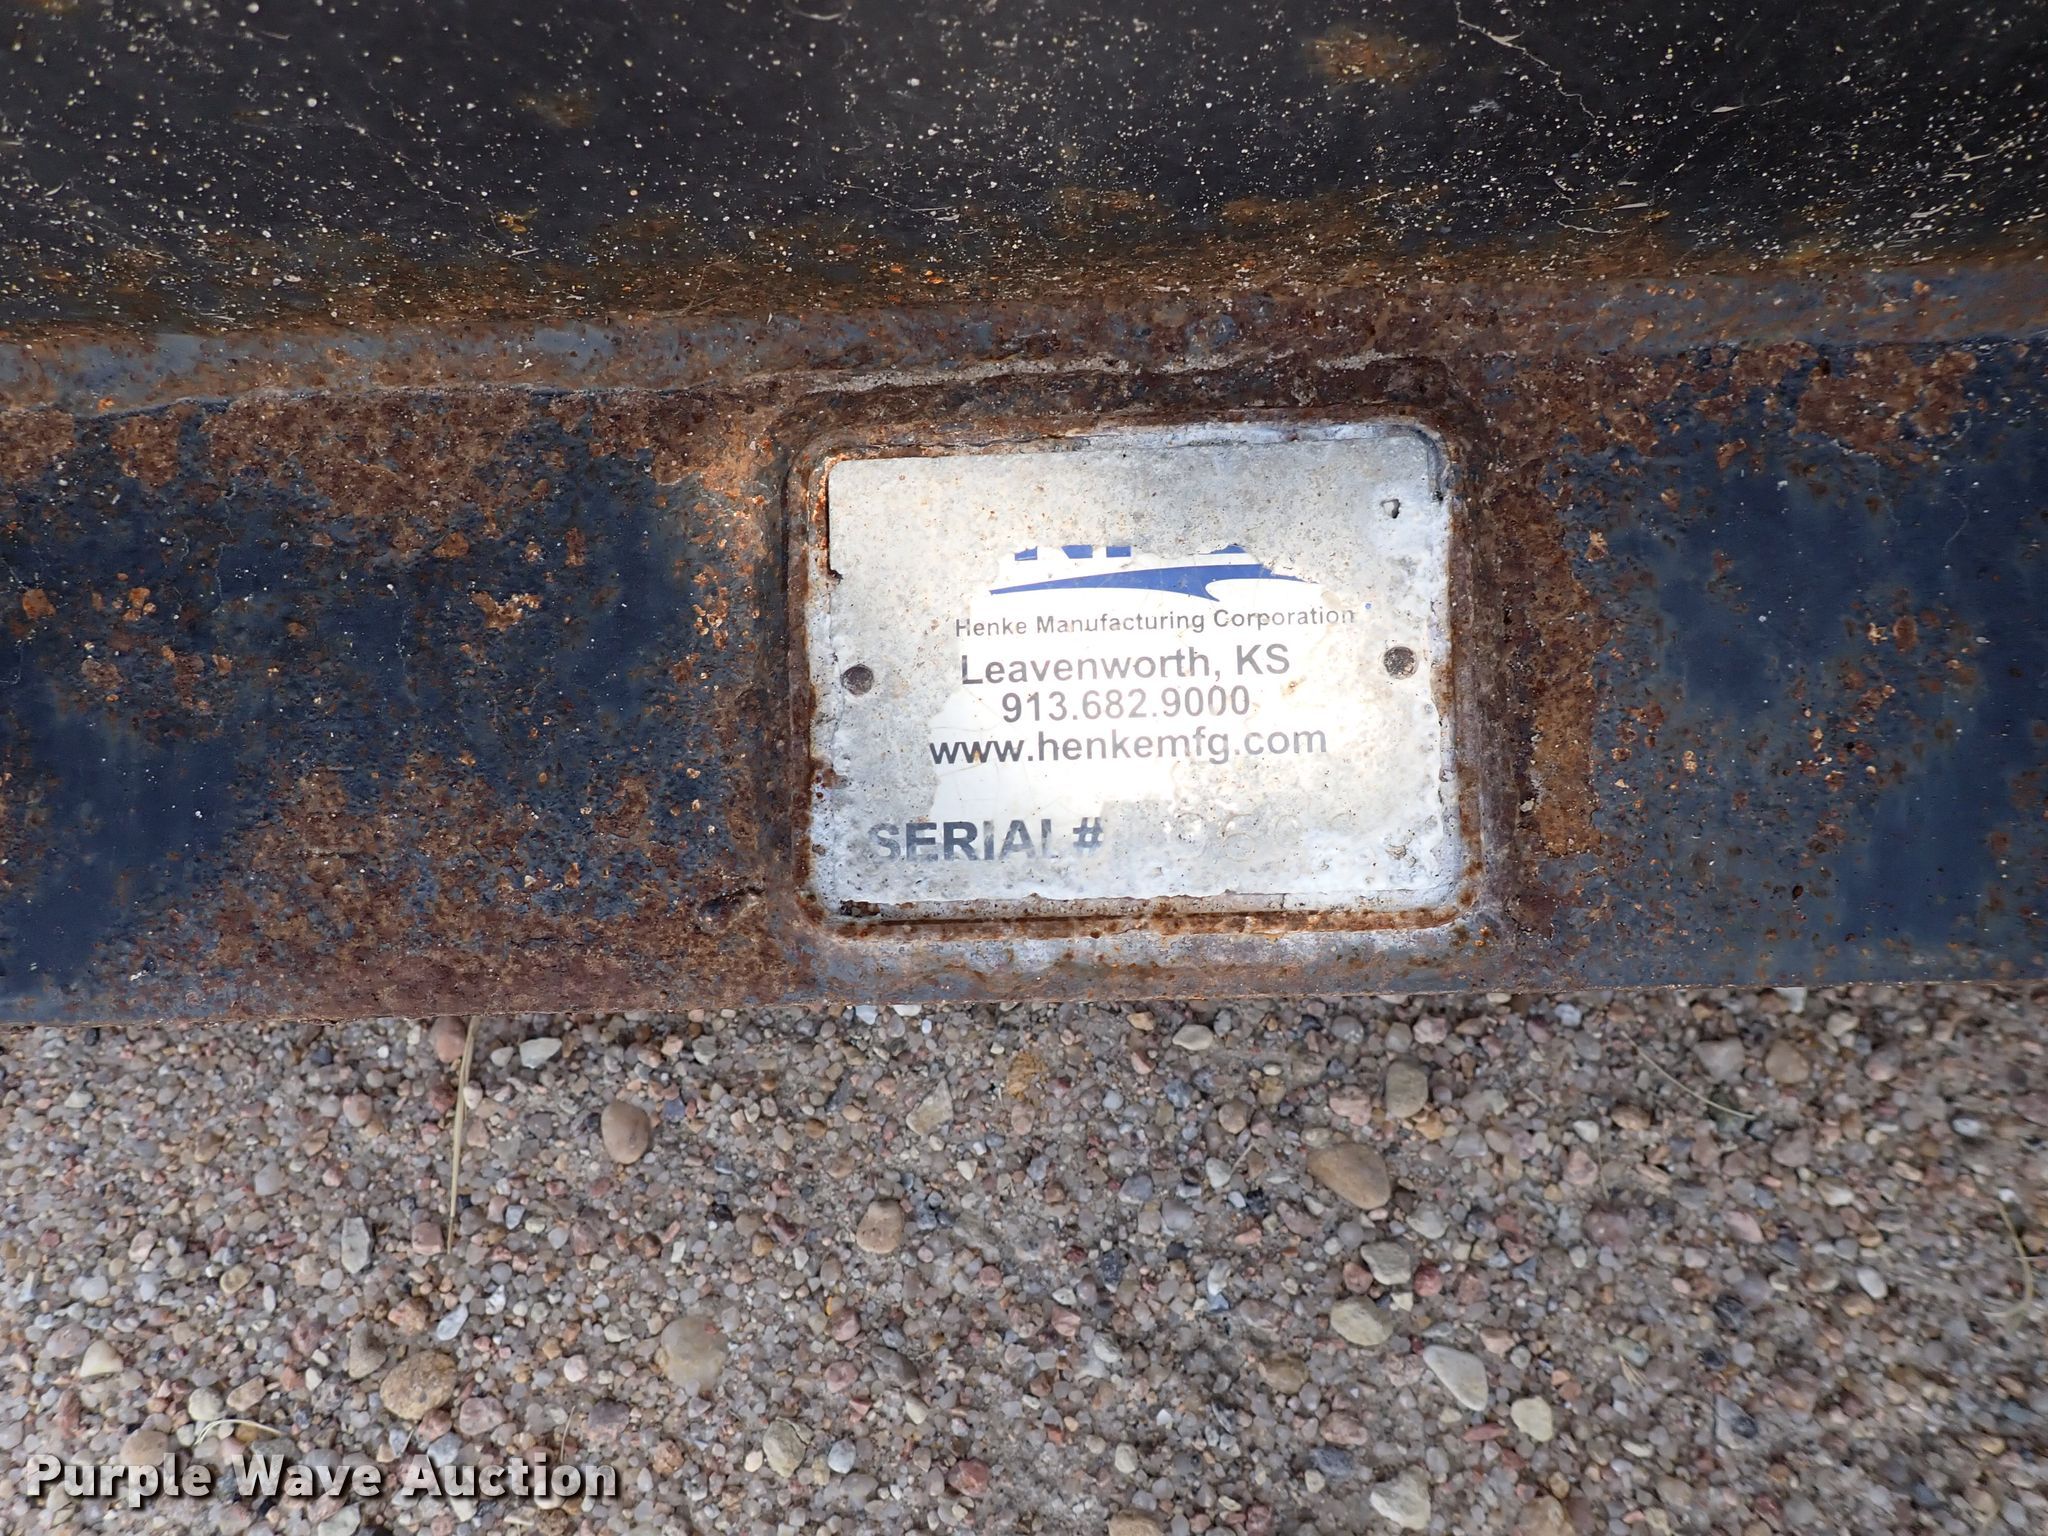 Henke Manufacturing Corporation
Leavenworth, KS
913.682.9000
www.henkemfg.com
SERIAL #
Purple Wave Auction